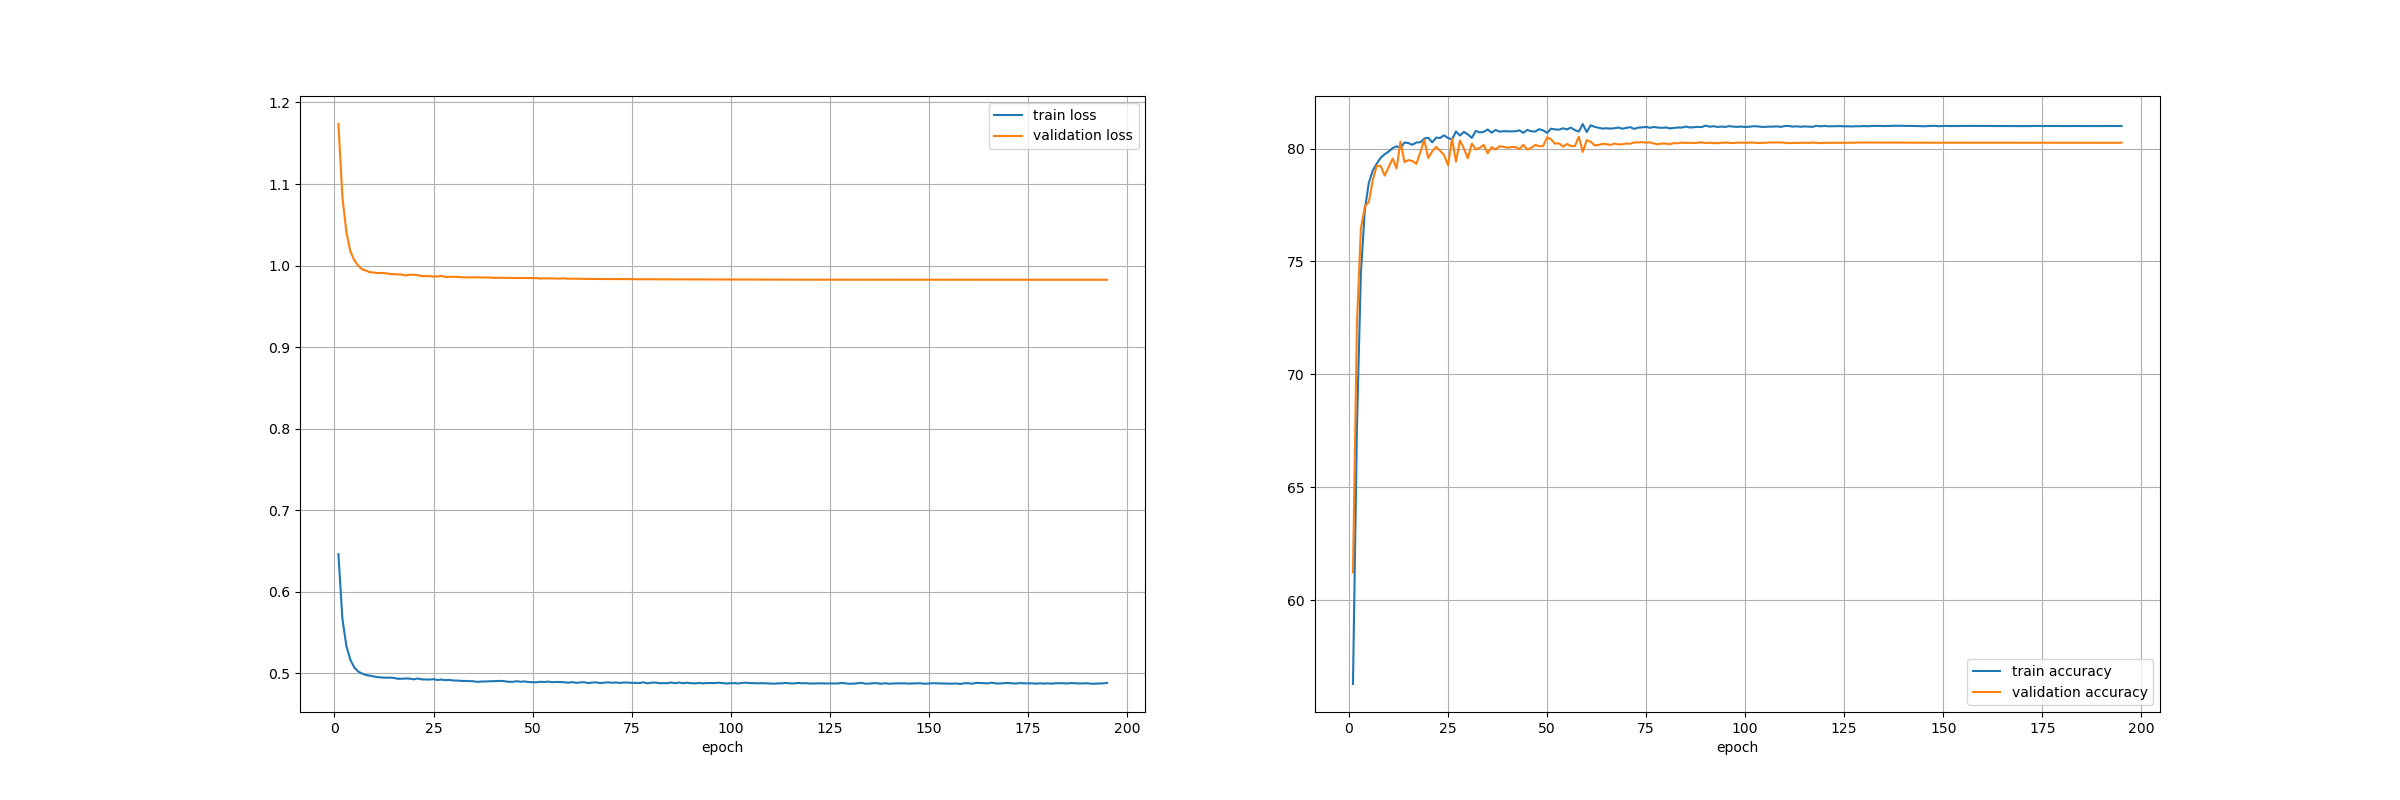 1.2
1.1
1.0
0.9
0.8
0.7
0.6
0.5
0 25 50 75 100 125 150 175 200
epoch
train loss
validation loss
80
75
70
65
60
0 25 50 75 100 125 150 175 200
epoch
train accuracy
validation accuracy